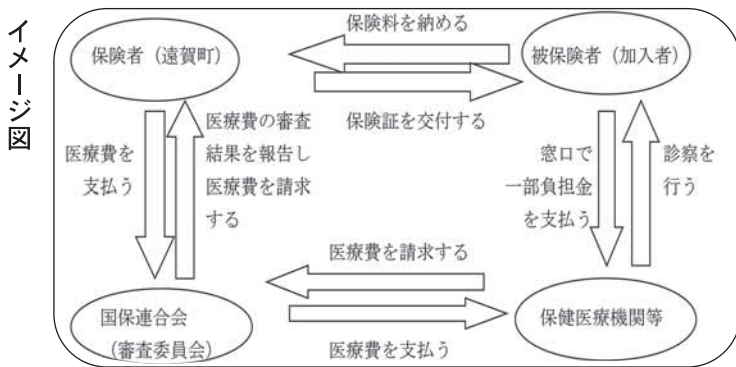 イメージ図
保険料を納める
保険者（遠賀町）
被保険者（加入者）
保険証を交付する
医療費を
支払う
医療費の審査
結果を報告し
医療費を請求
する
窓口で
一部負担金
を支払う
診察を
行う
医療費を請求する
国保連合会
（審査委員会）
保健医療機関等
医療費を支払う